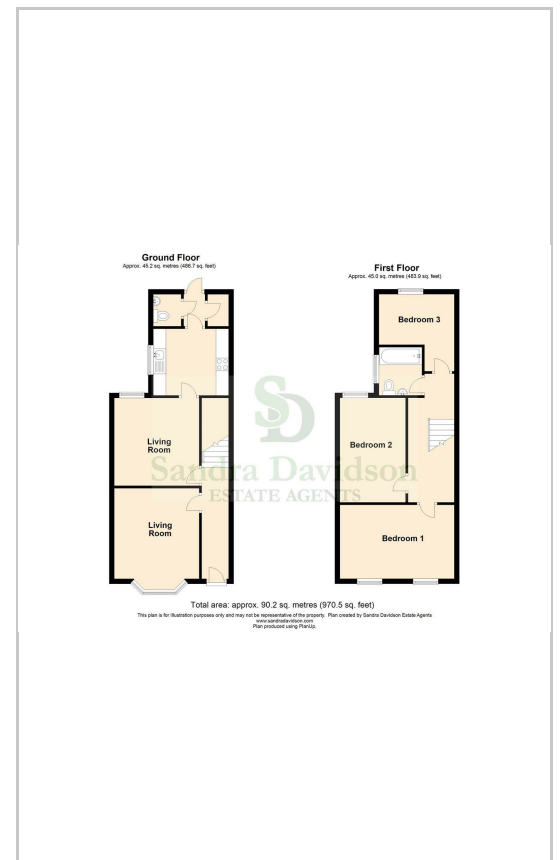 Ground Floor
Approx. 45.2 sq. metres (486.7 sq. feet)
Living
Room
Living
Room
First Floor
Approx. 45.0 sq. metres (483.9 sq. feet)
Bedroom 3
Bedroom 2
Bedroom 1
SD
Sandra Davidson
ESTATE AGENTS
Total area: approx. 90.2 sq. metres (970.5 sq. feet)
This plan is for illustration purposes only and may not be representative of the property. Plan created by Sandra Davidson Estate Agents
www.sandradavidson.com
Plan produced using PlanUp.